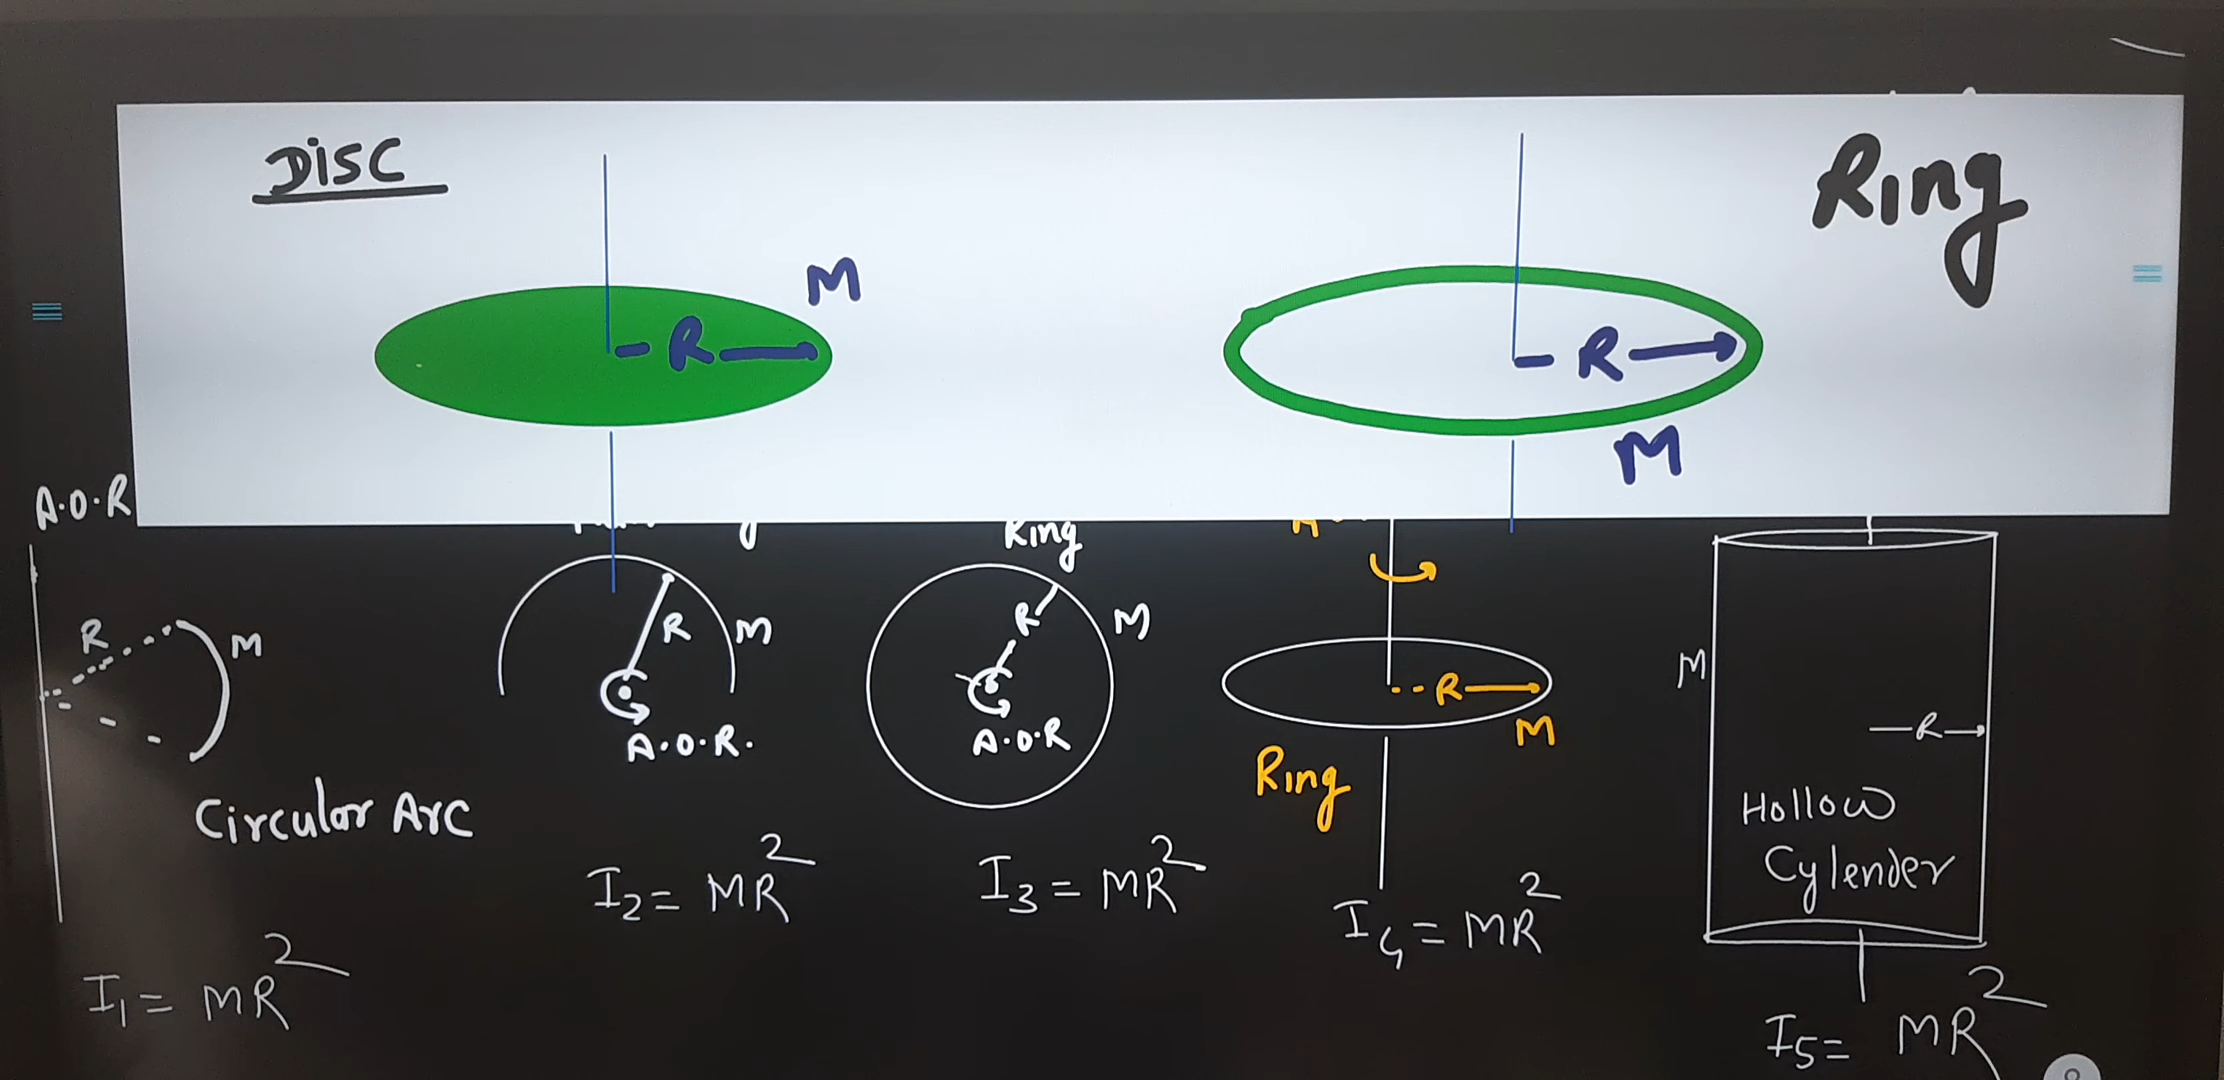 DISC
Ring
M
R
R
M
A.O.R
Ring
R
M
R
M
R
M
R
M
M
R
A.O.R.
A.O.R
Ring
Circular Arc
Hollow
Cylender
I₁ = MR²
I₂ = MR²
I₃ = MR²
I₄ = MR²
I₅ = MR²